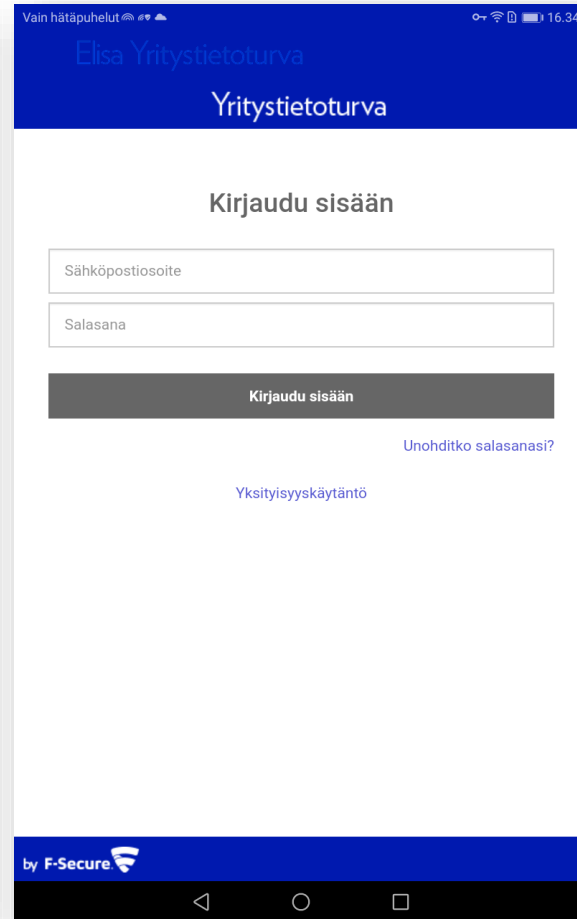 Vain hätäpuhelut 16.34
Elisa Yritystietoturva
Yritystietoturva
Kirjaudu sisään
Sähköpostiosoite
Salasana
Kirjaudu sisään
Unohditko salasanasi?
Yksityisyyskäytäntö
by F-Secure.